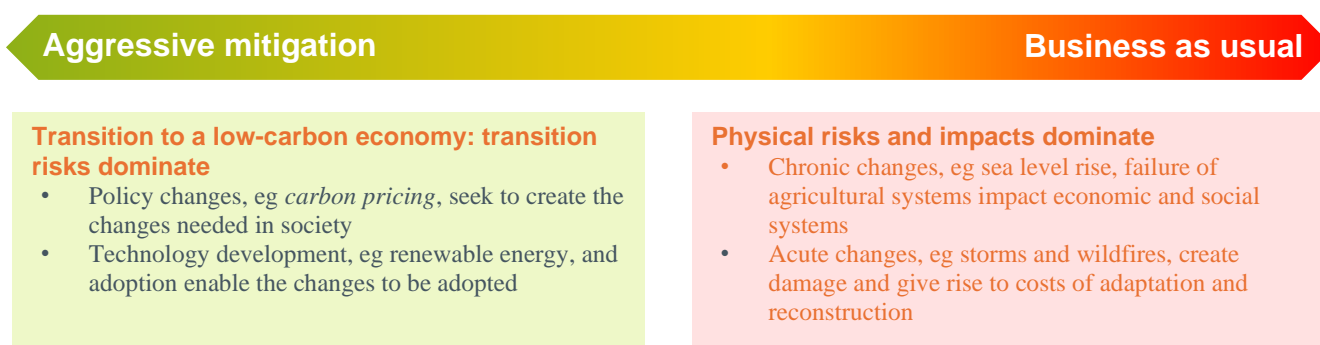 Aggressive mitigation
Business as usual
Transition to a low-carbon economy: transition
risks dominate
• Policy changes, eg carbon pricing, seek to create the
changes needed in society
• Technology development, eg renewable energy, and
adoption enable the changes to be adopted
Physical risks and impacts dominate
• Chronic changes, eg sea level rise, failure of
agricultural systems impact economic and social
systems
• Acute changes, eg storms and wildfires, create
damage and give rise to costs of adaptation and
reconstruction